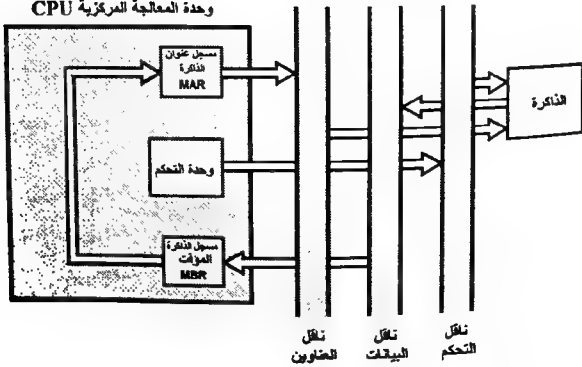 وحدة المعالجة المركزية CPU
مسجل عنوان
الذاكرة
MAR
الذاكرة
وحدة التحكم
مسجل الذاكرة
المؤقت
MBR
ناقل
العناوين
ناقل
البيانات
ناقل
التحكم